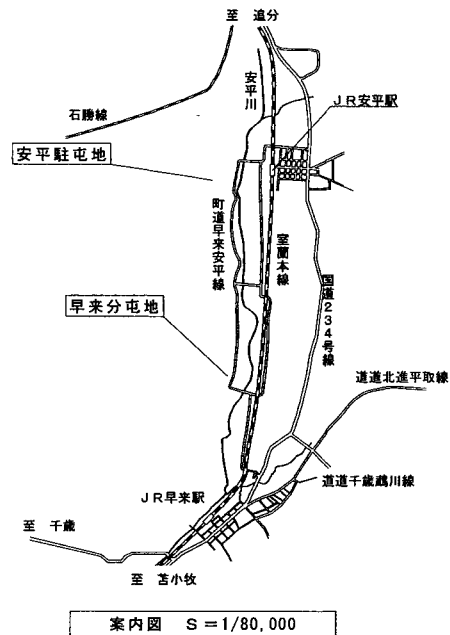 至 追分
安平川
JR安平駅
石勝線
安平駐屯地
町道早来安平線
室蘭本線
国道234号線
早来分屯地
道道北進平取線
道道千歳鵡川線
JR早来駅
至 千歳
至 苫小牧
案内図 S=1/80,000